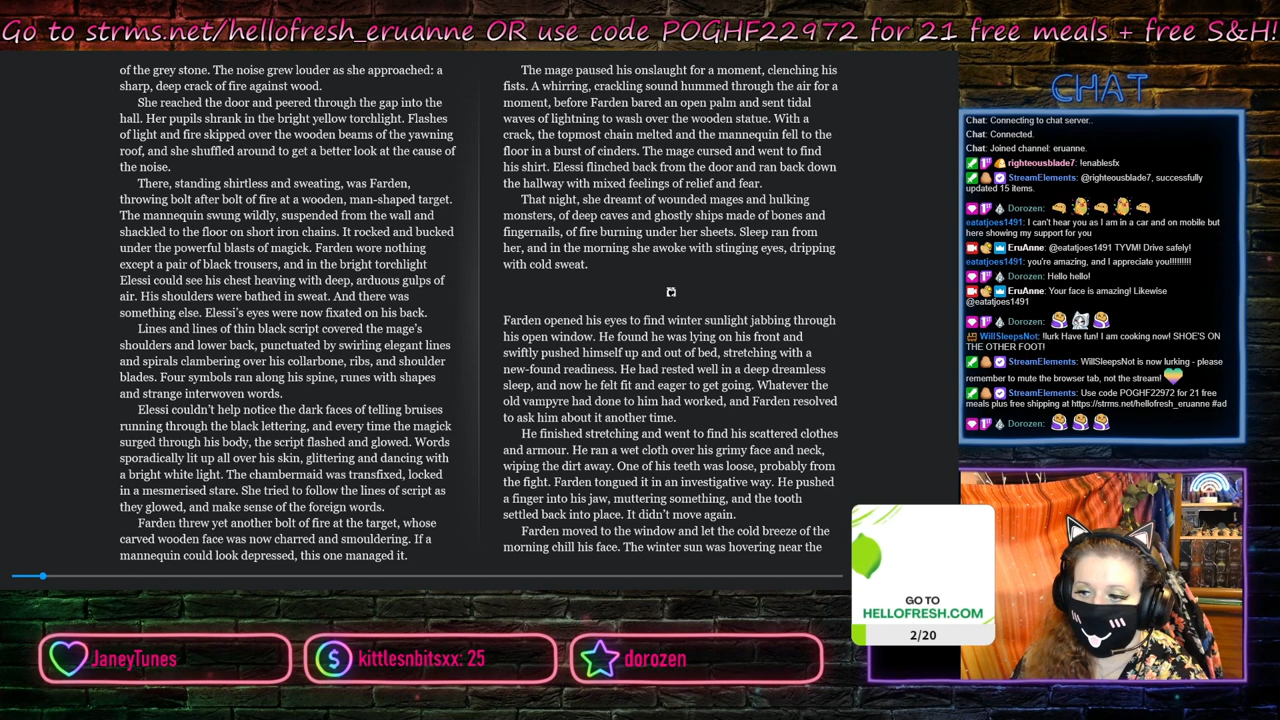 Go to strms.net/hellofresh_eruanne OR use code POGHF22972 for 21 free meals + free S&H!
of the grey stone. The noise grew louder as she approached: a
sharp, deep crack of fire against wood.
She reached the door and peered through the gap into the
hall. Her pupils shrank in the bright yellow torchlight. Flashes
of light and fire skipped over the wooden beams of the yawning
roof, and she shuffled around to get a better look at the cause of
the noise.
There, standing shirtless and sweating, was Farden,
throwing bolt after bolt of fire at a wooden, man-shaped target.
The mannequin swung wildly, suspended from the wall and
shackled to the floor on short iron chains. It rocked and kicked
under the powerful blasts of magick. Farden wore nothing
except a pair of black trousers, and in the bright torchlight
Elessi could see his chest heaving with deep, arduous gulps of
air. His shoulders were bathed in sweat. And there was
something else. Elessi's eyes were now fixated on his back.
Lines and lines of thin black script covered the mage's
shoulders and lower back, punctuated by swirling elegant lines
and spirals clambering over his collarbone, ribs, and shoulder
blades. Four symbols ran along his spine, runes with shapes
and strange interwoven words.
Elessi couldn't help notice the dark faces of telling bruises
running through the black lettering, and every time the magick
surged through his body, the script flashed and glowed. Words
sporadically lit up all over his skin, glittering and dancing with
a bright white light. The chambermaid was transfixed, locked
in a mesmerised stare. She tried to follow the lines of script as
they glowed, and make sense of the foreign words.
Farden threw yet another bolt of fire at the target, whose
carved wooden face was now charred and smouldering. If a
mannequin could look depressed, this one managed it.
The mage paused his onslaught for a moment, clenching his
fists. A whirring, crackling sound hummed through the air for a
moment, before Farden bared an open palm and sent tidal
waves of lightning to wash over the wooden statue. With a
crack, the topmost chain melted and the mannequin fell to the
floor in a burst of cinders. The mage cursed and went to find
his shirt. Elessi flinched back from the door and ran back down
the hallway with mixed feelings of relief and fear.
That night, she dreamt of wounded mages and hulking
monsters, of deep caves and ghostly ships made of bones and
fingernails, of fire burning under her sheets. Sleep ran from
her, and in the morning she awoke with stinging eyes, dripping
with cold sweat.
Farden opened his eyes to find winter sunlight jabbing through
his open window. He found he was lying on his front and
swiftly pushed himself up and out of bed, stretching with a
new-found readiness. He had rested well in a deep dreamless
sleep, and now he felt fit and eager to get going. Whatever the
old vampyre had done to him had worked, and Farden resolved
to ask him about it another time.
He finished stretching and went to find his scattered clothes
and armour. He ran a wet cloth over his grimy face and neck,
wiping the dirt away. One of his teeth was loose, probably from
the fight. Farden tongued it in an investigative way. He pushed
a finger into his jaw, muttering something, and the tooth
settled back into place. It didn't move again.
Farden moved to the window and let the cold breeze of the
morning chill his face. The winter sun was hovering near the
CHAT
Chat: Connecting to chat server..
Chat: Connected.
Chat: Joined channel: eruanne.
righteousblade7: !enablesfx
StreamElements: @righteousblade7, successfully
updated 15 items.
Dorozen:
eatatjoes1491: I can't hear you as I am in a car and on mobile but
here showing my support for you
EruAnne: @eatatjoes1491 TYVM! Drive safely!
eatatjoes1491: you're amazing, and I appreciate you!!!!!!!!!
Dorozen: Hello hello!
EruAnne: Your face is amazing! Likewise
@eatatjoes1491
Dorozen:
WillSleepsNot: !lurk Have fun! I am cooking now! SHOE'S ON
THE OTHER FOOT!
StreamElements: WillSleepsNot is now lurking - please
remember to mute the browser tab, not the stream!
StreamElements: Use code POGHF22972 for 21 free
meals plus free shipping at https://strms.net/hellofresh_eruanne #ad
Dorozen:
GO TO
HELLOFRESH.COM
2/20
JaneyTunes
kittlesnbitsxx: 25
dorozen